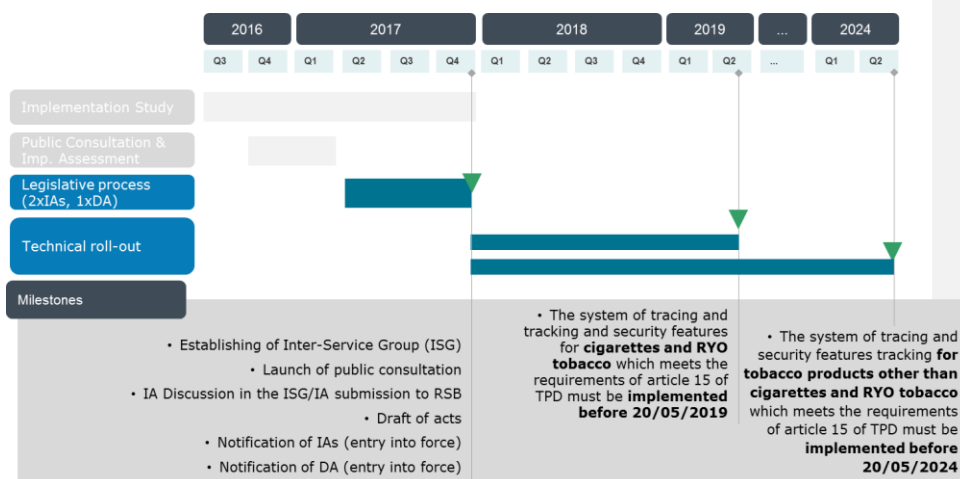 2016 2017 2018 2019 ... 2024
Q3 Q4 Q1 Q2 Q3 Q4 Q1 Q2 Q3 Q4 Q1 Q2 ... Q1 Q2
Implementation Study
Public Consultation &
Imp. Assessment
Legislative process
(2xIAs, 1xDA)
Technical roll-out
Milestones
• Establishing of Inter-Service Group (ISG)
• Launch of public consultation
• IA Discussion in the ISG/IA submission to RSB
• Draft of acts
• Notification of IAs (entry into force)
• Notification of DA (entry into force)
• The system of tracing and
tracking and security features
for cigarettes and RYO
tobacco which meets the
requirements of article 15 of
TPD must be implemented
before 20/05/2019
• The system of tracing and
security features tracking for
tobacco products other than
cigarettes and RYO tobacco
which meets the requirements
of article 15 of TPD must be
implemented before
20/05/2024